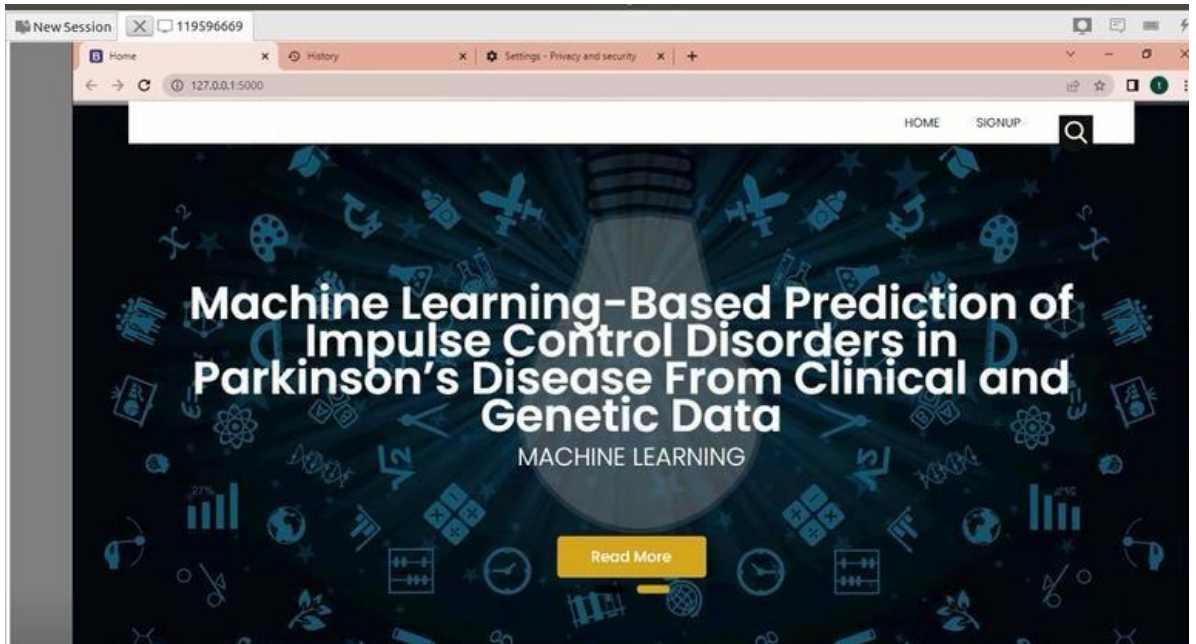 New Session
119596669
Home
History
Settings - Privacy and security
127.0.0.1:5000
HOME
SIGNUP
Machine Learning-Based Prediction of
Impulse Control Disorders in
Parkinson's Disease From Clinical and
Genetic Data
MACHINE LEARNING
27%
Read More